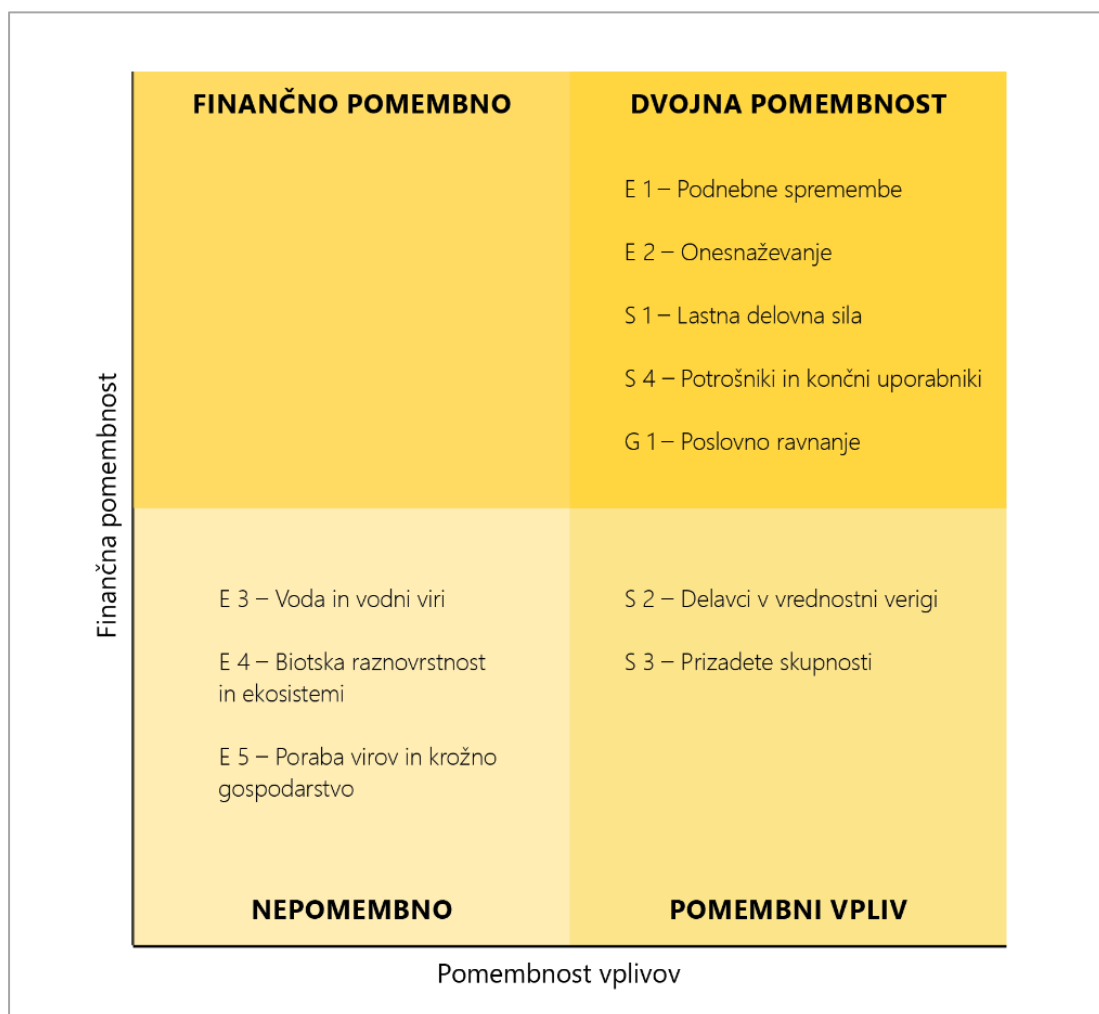 FINANČNO POMEMBNO
DVOJNA POMEMBNOST
E 1 – Podnebne spremembe
E 2 – Onesnaževanje
S 1 – Lastna delovna sila
S 4 – Potrošniki in končni uporabniki
G 1 – Poslovno ravnanje
Finančna pomembnost
E 3 – Voda in vodni viri
E 4 – Biotska raznovrstnost
in ekosistemi
E 5 – Poraba virov in krožno
gospodarstvo
S 2 – Delavci v vrednostni verigi
S 3 – Prizadete skupnosti
NEPOMEMBNO
POMEMBNI VPLIV
Pomembnost vplivov